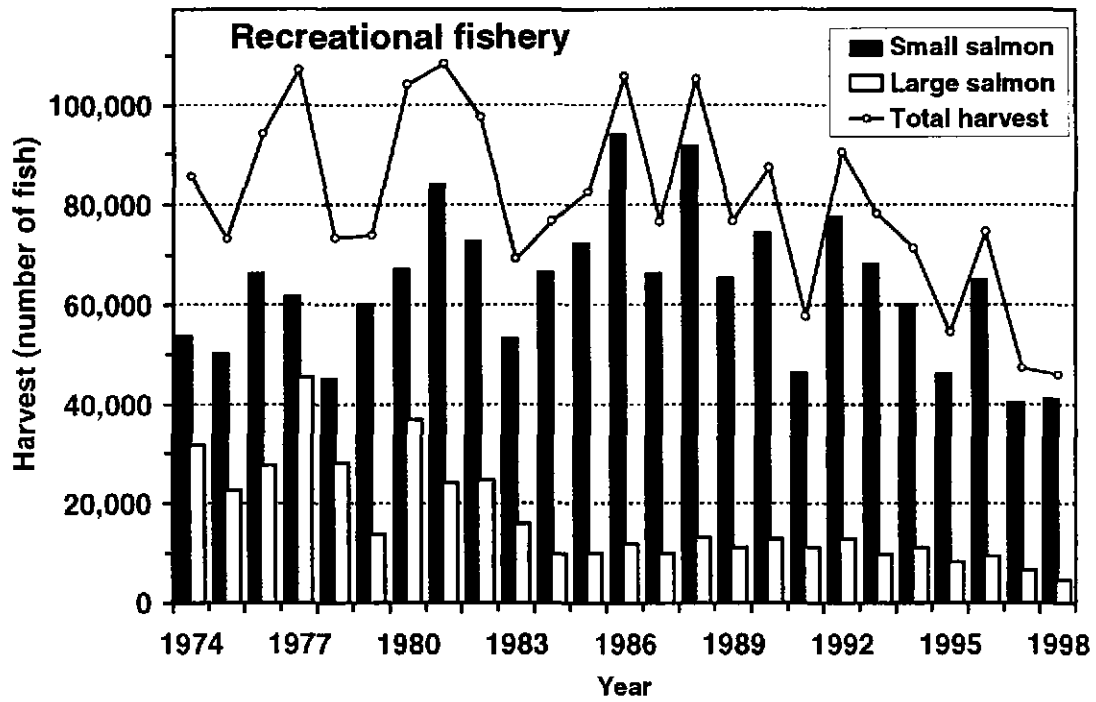 Recreational fishery
Small salmon
Large salmon
Total harvest
Harvest (number of fish)
100,000
80,000
60,000
40,000
20,000
0
1974 1977 1980 1983 1986 1989 1992 1995 1998
Year